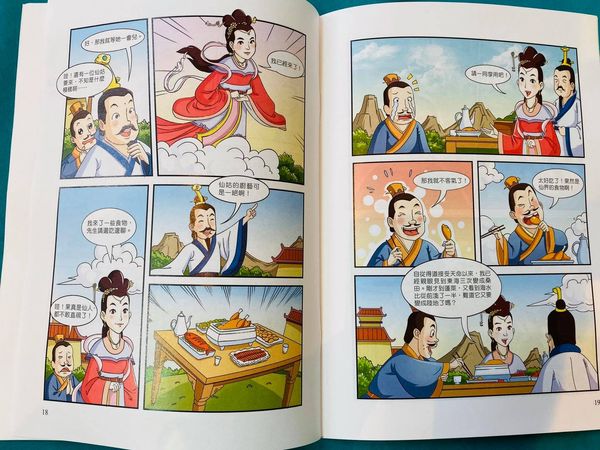 好，那我就等她一會兒。
哇！還有一位仙姑
要來，不知是什麼
模樣啊……
我已經來了！
仙姑的廚藝可
是一絕啊！
我來了一些食物，
先生請邊吃邊聊。
哇！果真是仙人
都不敢直視了！
18
請一同享用吧！
那我就不客氣了！
太好吃了！果然是
仙界的食物啊！
自從得道接受天命以來，我已
經親眼見到東海三次變成桑
田。剛才到蓬萊，又看到海水
比從前淺了一半，難道它又要
變成陸地了嗎？
19